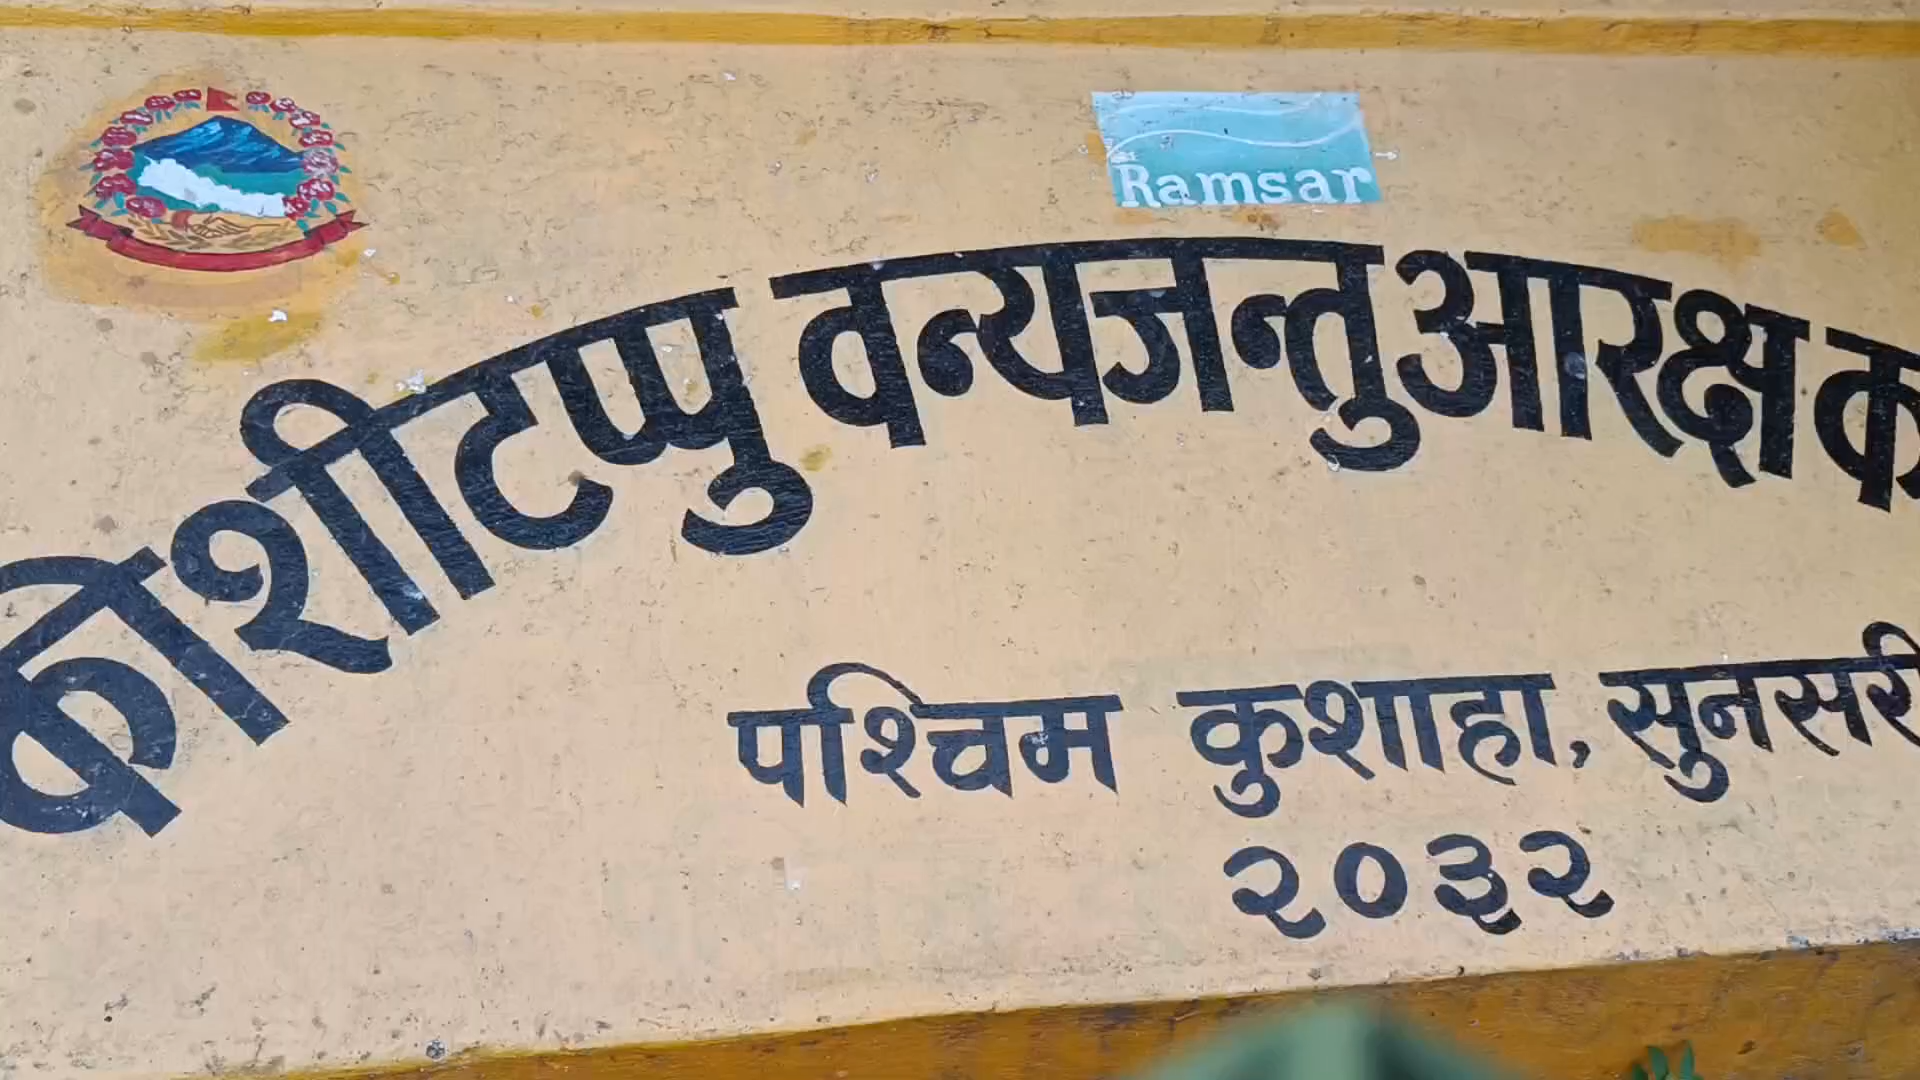 Ramsar
कोशीटप्पु वन्यजन्तु आरक्ष क
पश्चिम कुशाहा, सुनसरी
२०३२